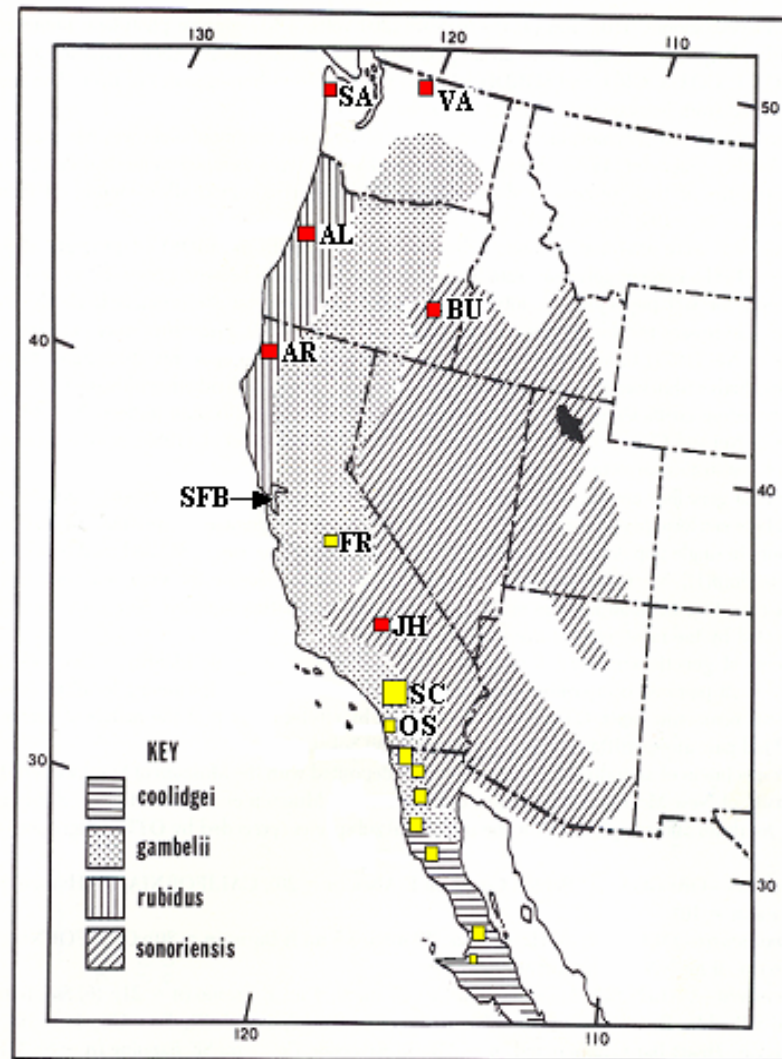 130
120
110
SA
VA
50
AL
BU
40
AR
SFB
40
FR
JH
SC
OS
30
KEY
coolidgei
gambelii
rubidus
sonoriensis
30
120
110